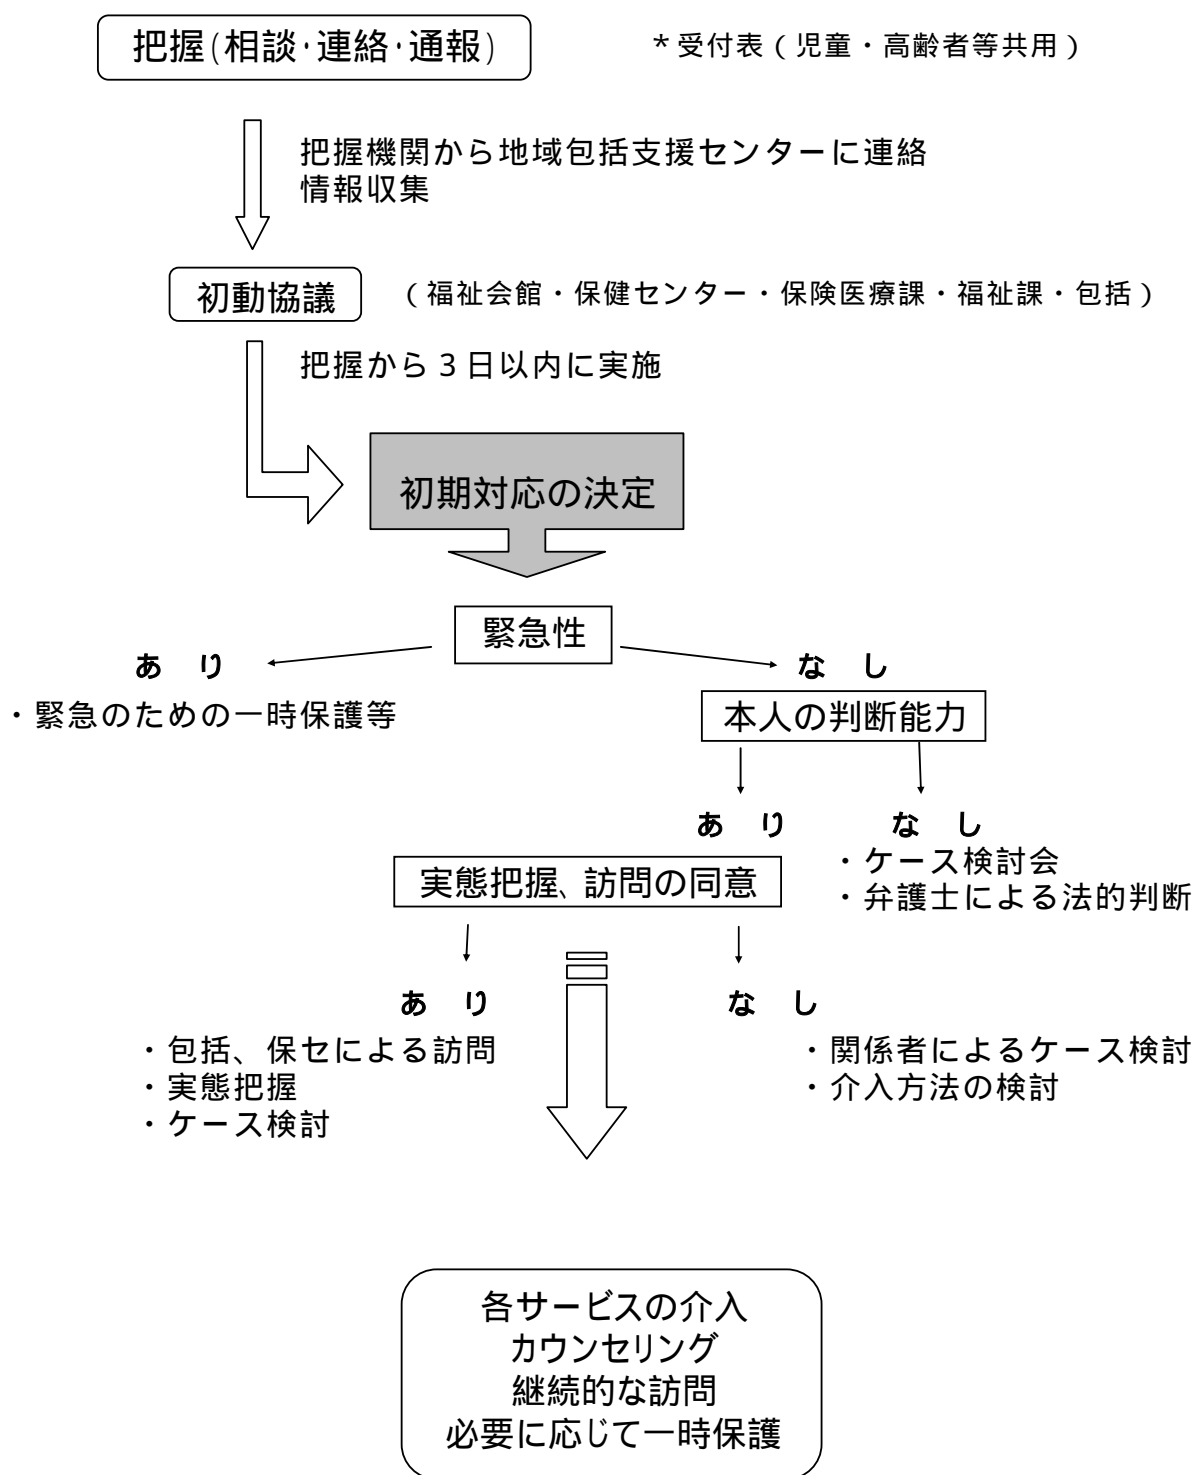 把握(相談・連絡・通報)
*受付表(児童・高齢者等共用)
把握機関から地域包括支援センターに連絡
情報収集
初動協議
(福祉会館・保健センター・保険医療課・福祉課・包括)
把握から3日以内に実施
初期対応の決定
緊急性
あ り
な し
・緊急のための一時保護等
本人の判断能力
あ り
な し
・ケース検討会
・弁護士による法的判断
実態把握、訪問の同意
あ り
な し
・包括、保セによる訪問
・実態把握
・ケース検討
・関係者によるケース検討
・介入方法の検討
各サービスの介入
カウンセリング
継続的な訪問
必要に応じて一時保護